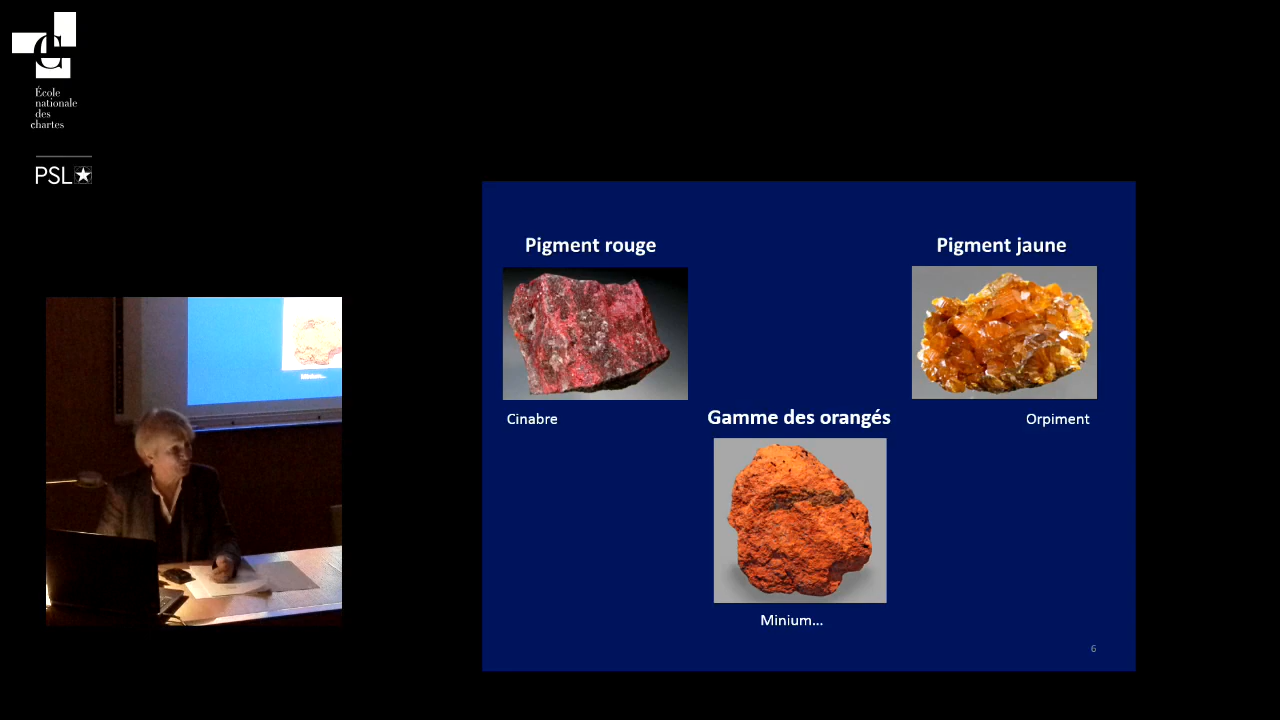 École
nationale
des
chartes
PSL
Pigment rouge
Pigment jaune
Cinabre
Orpiment
Gamme des orangés
Minium...
6